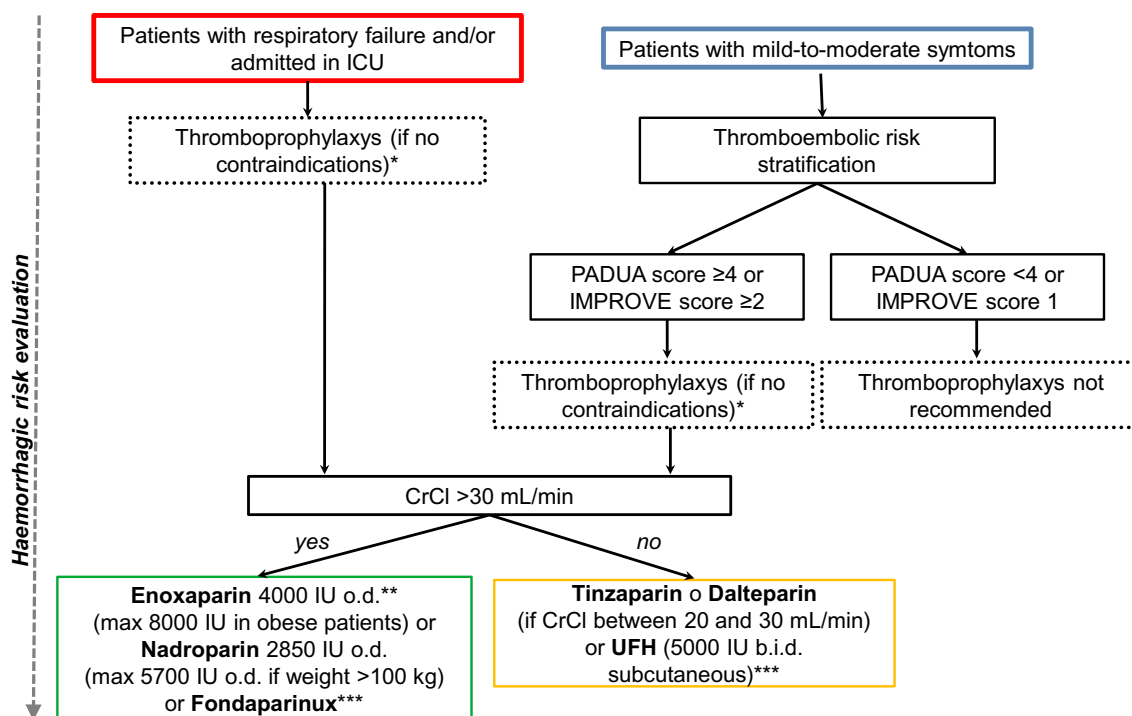 Patients with respiratory failure and/or
admitted in ICU
Patients with mild-to-moderate symtoms
Thromboprophylaxys (if no
contraindications)*
Thromboembolic risk
stratification
PADUA score ≥4 or
IMPROVE score ≥2
PADUA score <4 or
IMPROVE score 1
Thromboprophylaxys (if no
contraindications)*
Thromboprophylaxys not
recommended
Haemorrhagic risk evaluation
CrCl >30 mL/min
yes
no
Enoxaparin 4000 IU o.d.**
(max 8000 IU in obese patients) or
Nadroparin 2850 IU o.d.
(max 5700 IU o.d. if weight >100 kg)
or Fondaparinux***
Tinzaparin o Dalteparin
(if CrCl between 20 and 30 mL/min)
or UFH (5000 IU b.i.d.
subcutaneous)***